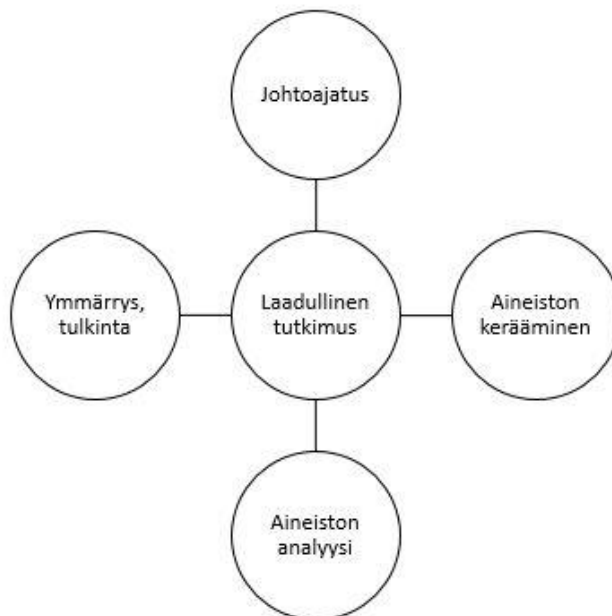 Johtoajatus
Ymmärrys,
tulkinta
Laadullinen
tutkimus
Aineiston
kerääminen
Aineiston
analyysi